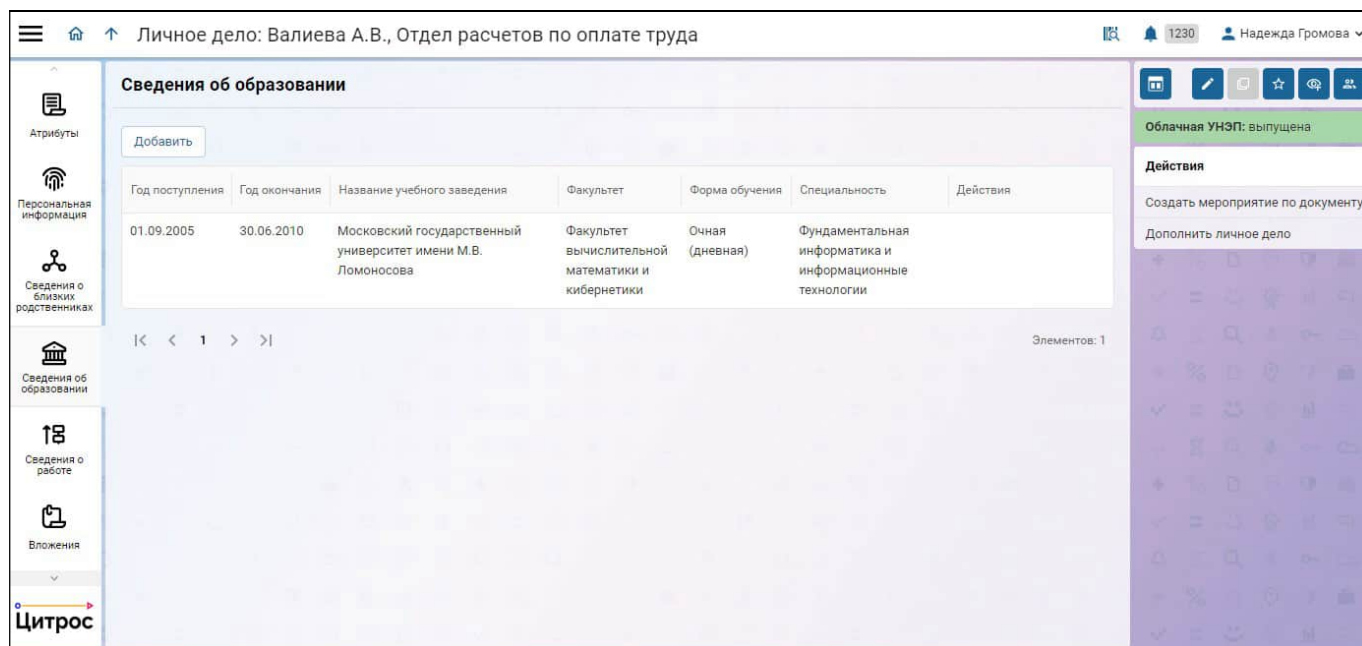 Личное дело: Валиева А.В., Отдел расчетов по оплате труда
1230
Надежда Громова
Атрибуты
Персональная
информация
Сведения о
близких
родственниках
Сведения об
образовании
Сведения о
работе
Вложения
Цитрос
Сведения об образовании
Добавить
Год поступления Год окончания Название учебного заведения Факультет Форма обучения Специальность Действия
01.09.2005 30.06.2010 Московский государственный Факультет Очная Фундаментальная
университет имени М.В. вычислительной (дневная) информатика и
Ломоносова математики и информационные
кибернетики технологии
1
Элементов: 1
Облачная УНЭП: выпущена
Действия
Создать мероприятие по документу
Дополнить личное дело